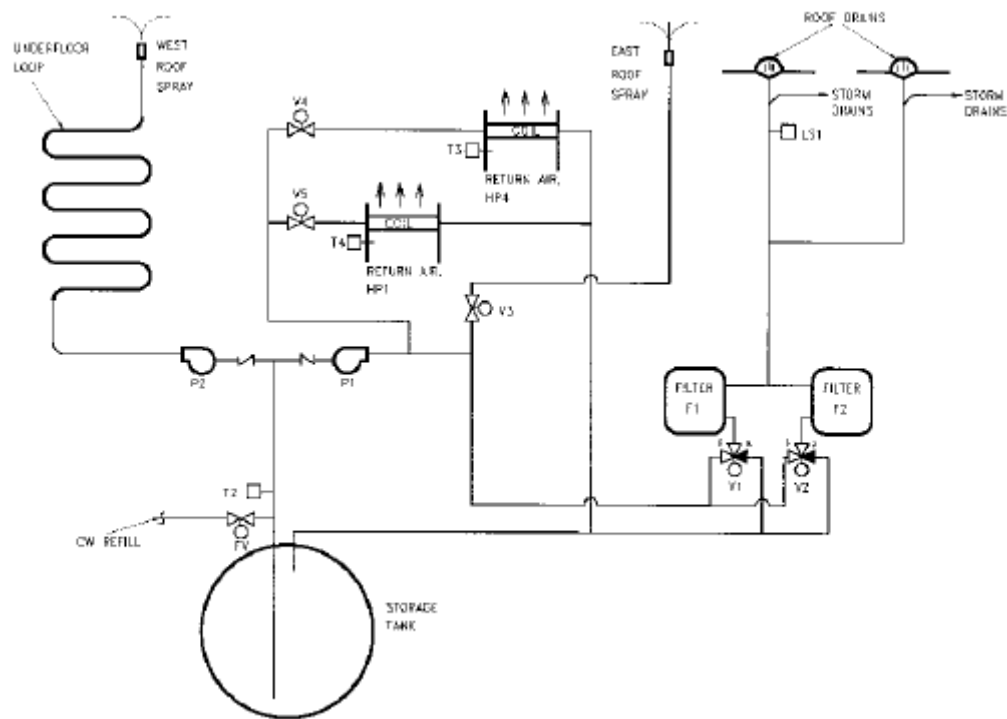 UNDERFLOOR
LOOP
WEST
ROOF
SPRAY
EAST
ROOF
SPRAY
ROOF DRAINS
STORM
DRAINS
STORM
DRAINS
LS1
V4
COIL
T3
RETURN AIR,
HP4
V5
COIL
T4
RETURN AIR,
HP1
V3
P2
P1
FILTER
F1
FILTER
F2
V1
V2
T2
CW REFILL
FV
STORAGE
TANK